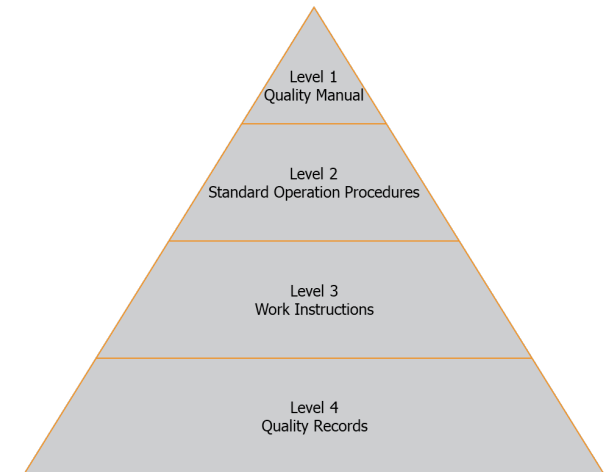 Level 1
Quality Manual
Level 2
Standard Operation Procedures
Level 3
Work Instructions
Level 4
Quality Records